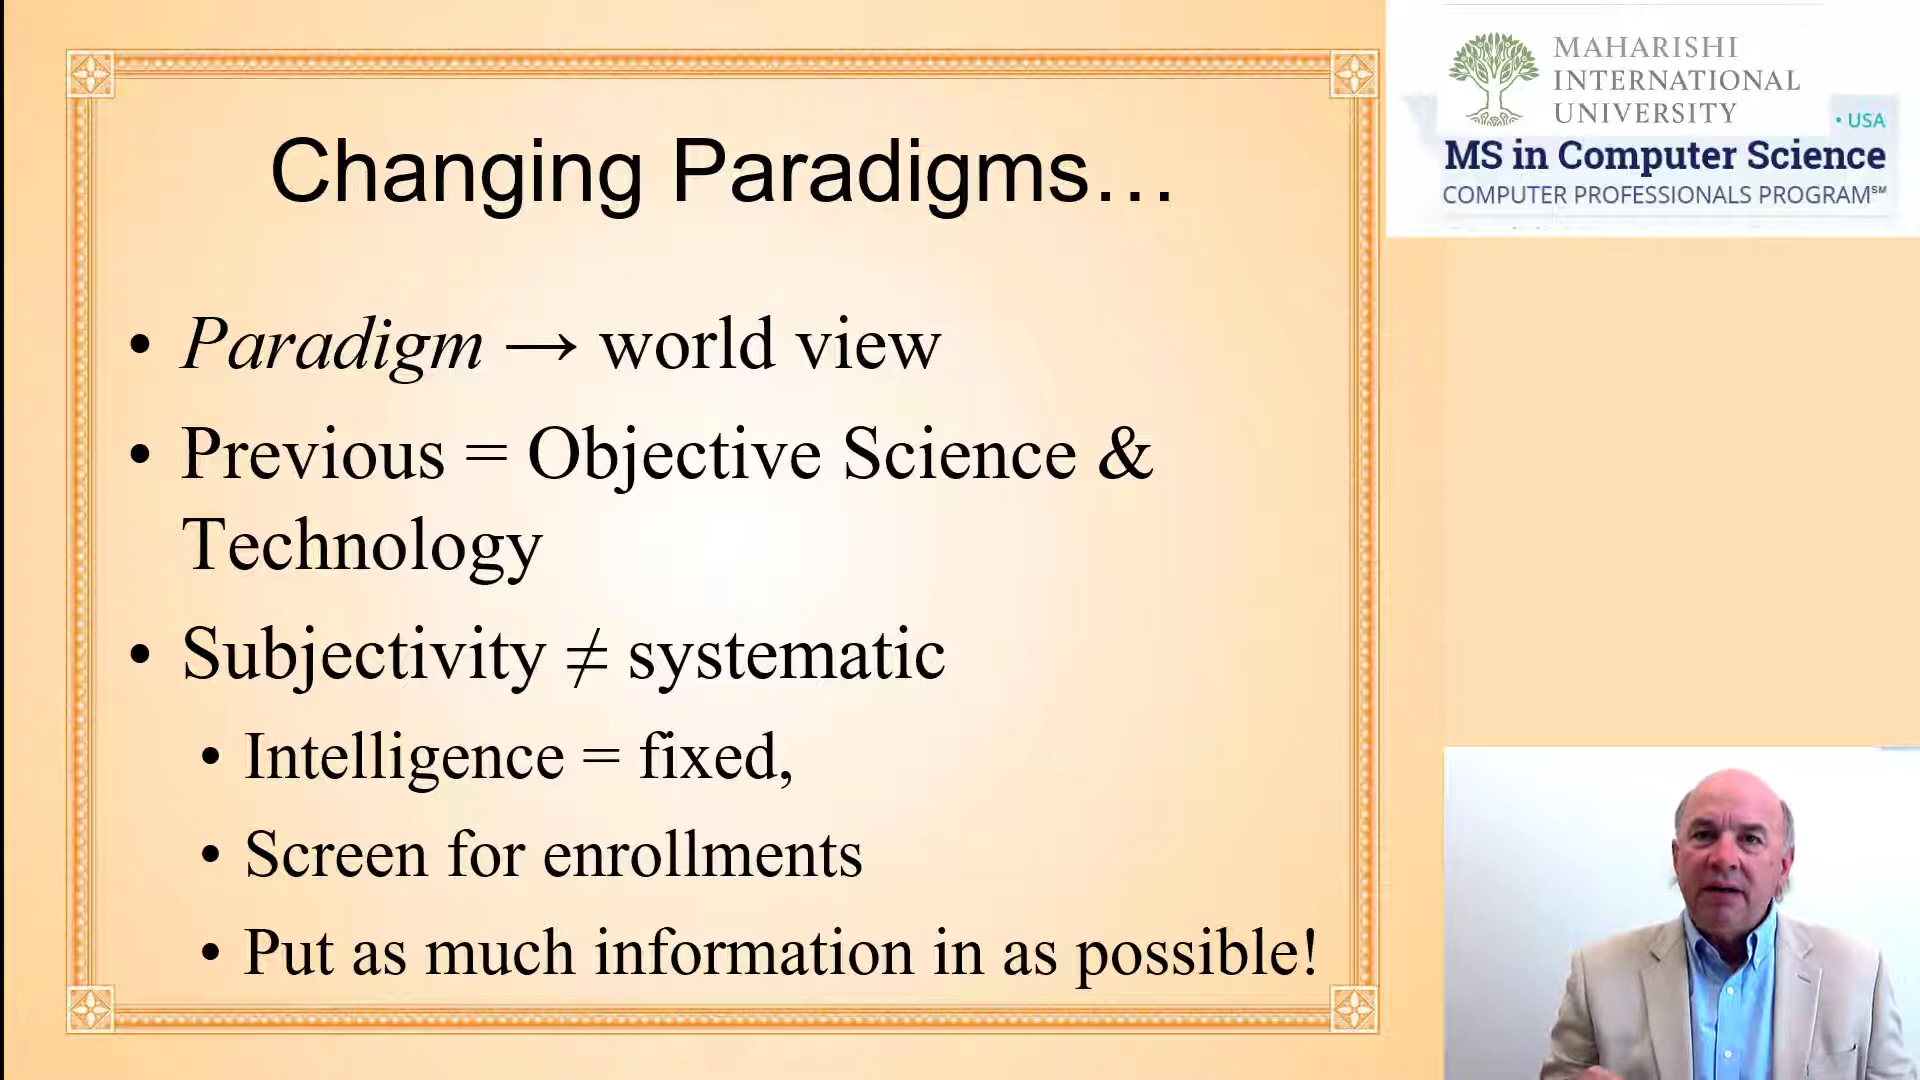 Changing Paradigms…
• Paradigm → world view
• Previous = Objective Science &
Technology
• Subjectivity ≠ systematic
• Intelligence = fixed,
• Screen for enrollments
• Put as much information in as possible!
MAHARISHI
INTERNATIONAL
UNIVERSITY
• USA
MS in Computer Science
COMPUTER PROFESSIONALS PROGRAM℠